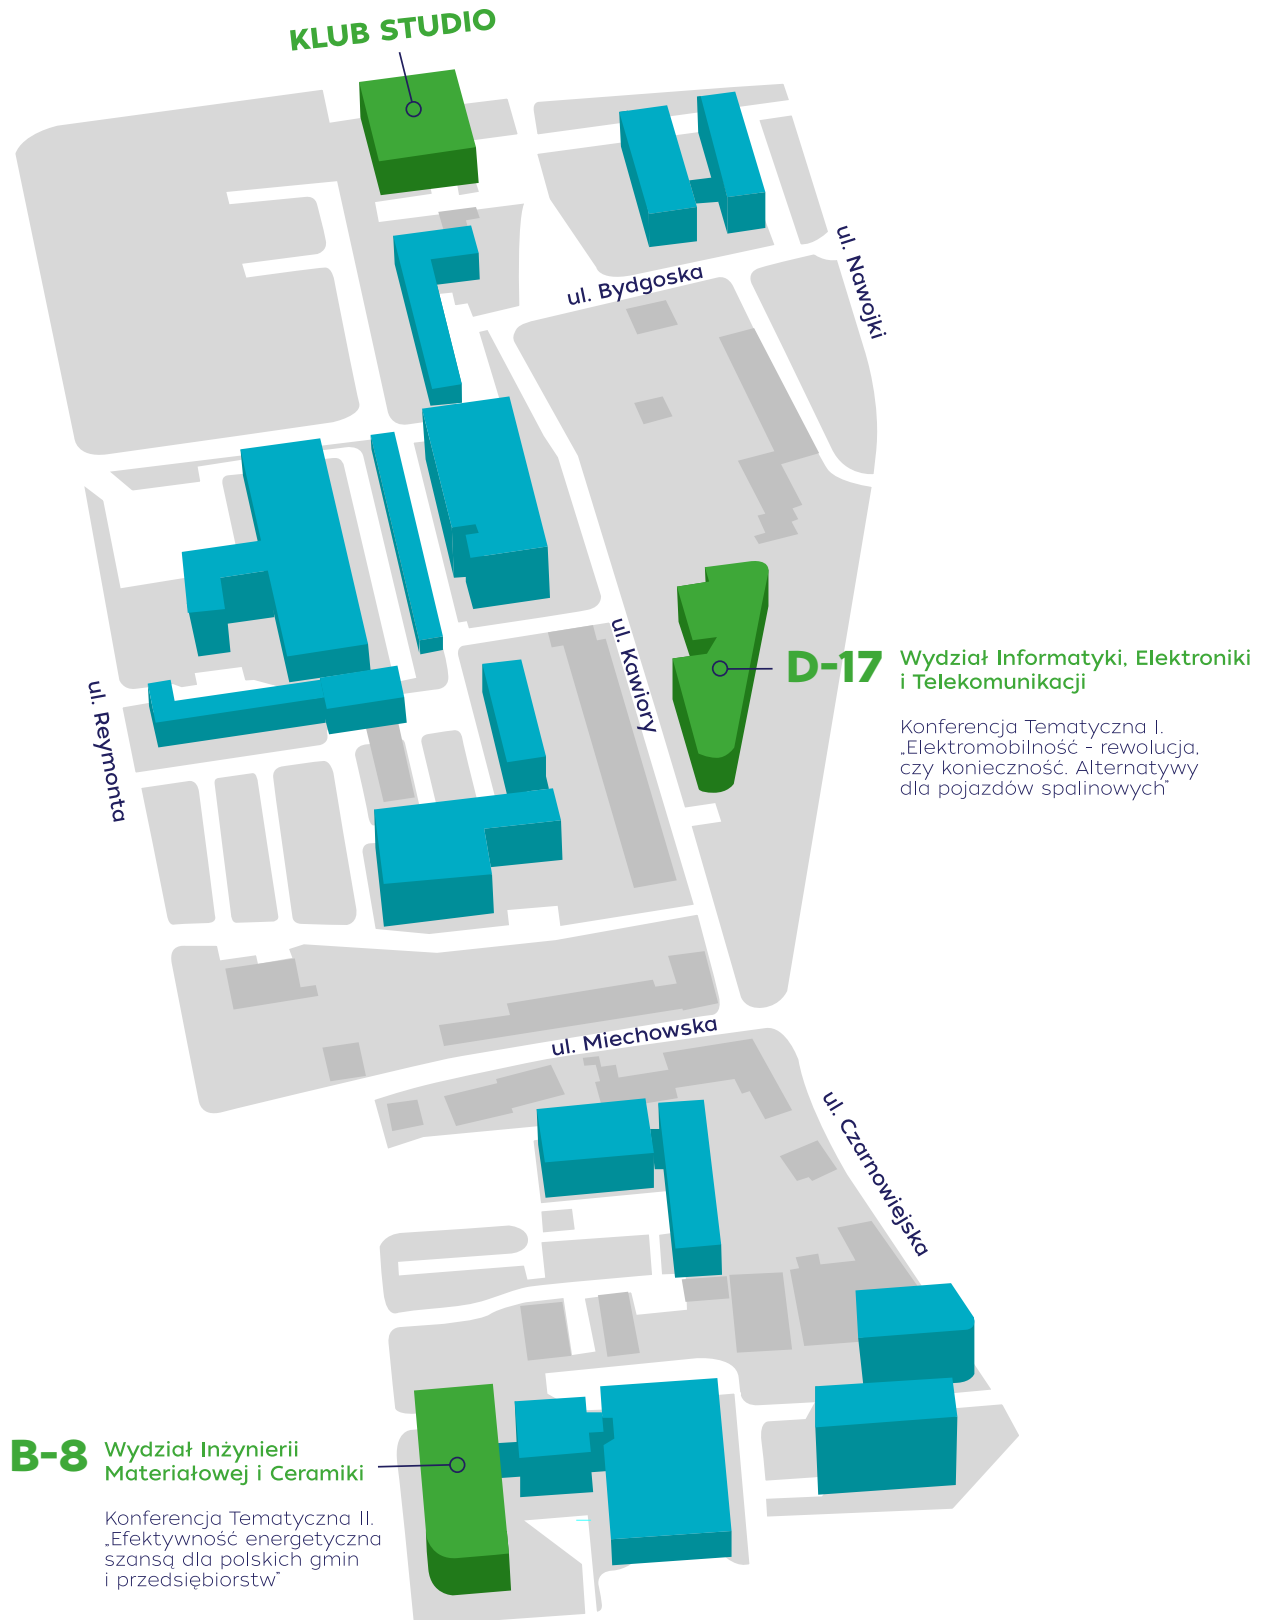 KLUB STUDIO
ul. Nawojki
ul. Bydgoska
ul. Kawiory
D-17
Wydział Informatyki, Elektroniki
i Telekomunikacji
Konferencja Tematyczna I.
„Elektromobilność - rewolucja,
czy konieczność. Alternatywy
dla pojazdów spalinowych”
ul. Reymonta
ul. Miechowska
ul. Czarnowiejska
B-8
Wydział Inżynierii
Materiałowej i Ceramiki
Konferencja Tematyczna II.
„Efektywność energetyczna
szansą dla polskich gmin
i przedsiębiorstw”